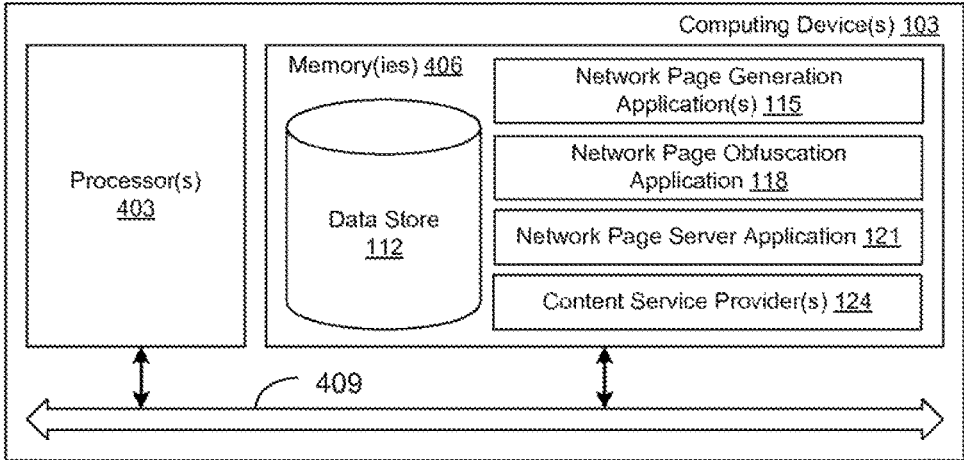 Computing Device(s) 103
Memory(ies) 406
Network Page Generation
Application(s) 115
Network Page Obfuscation
Application 118
Processor(s)
403
Data Store
112
Network Page Server Application 121
Content Service Provider(s) 124
409